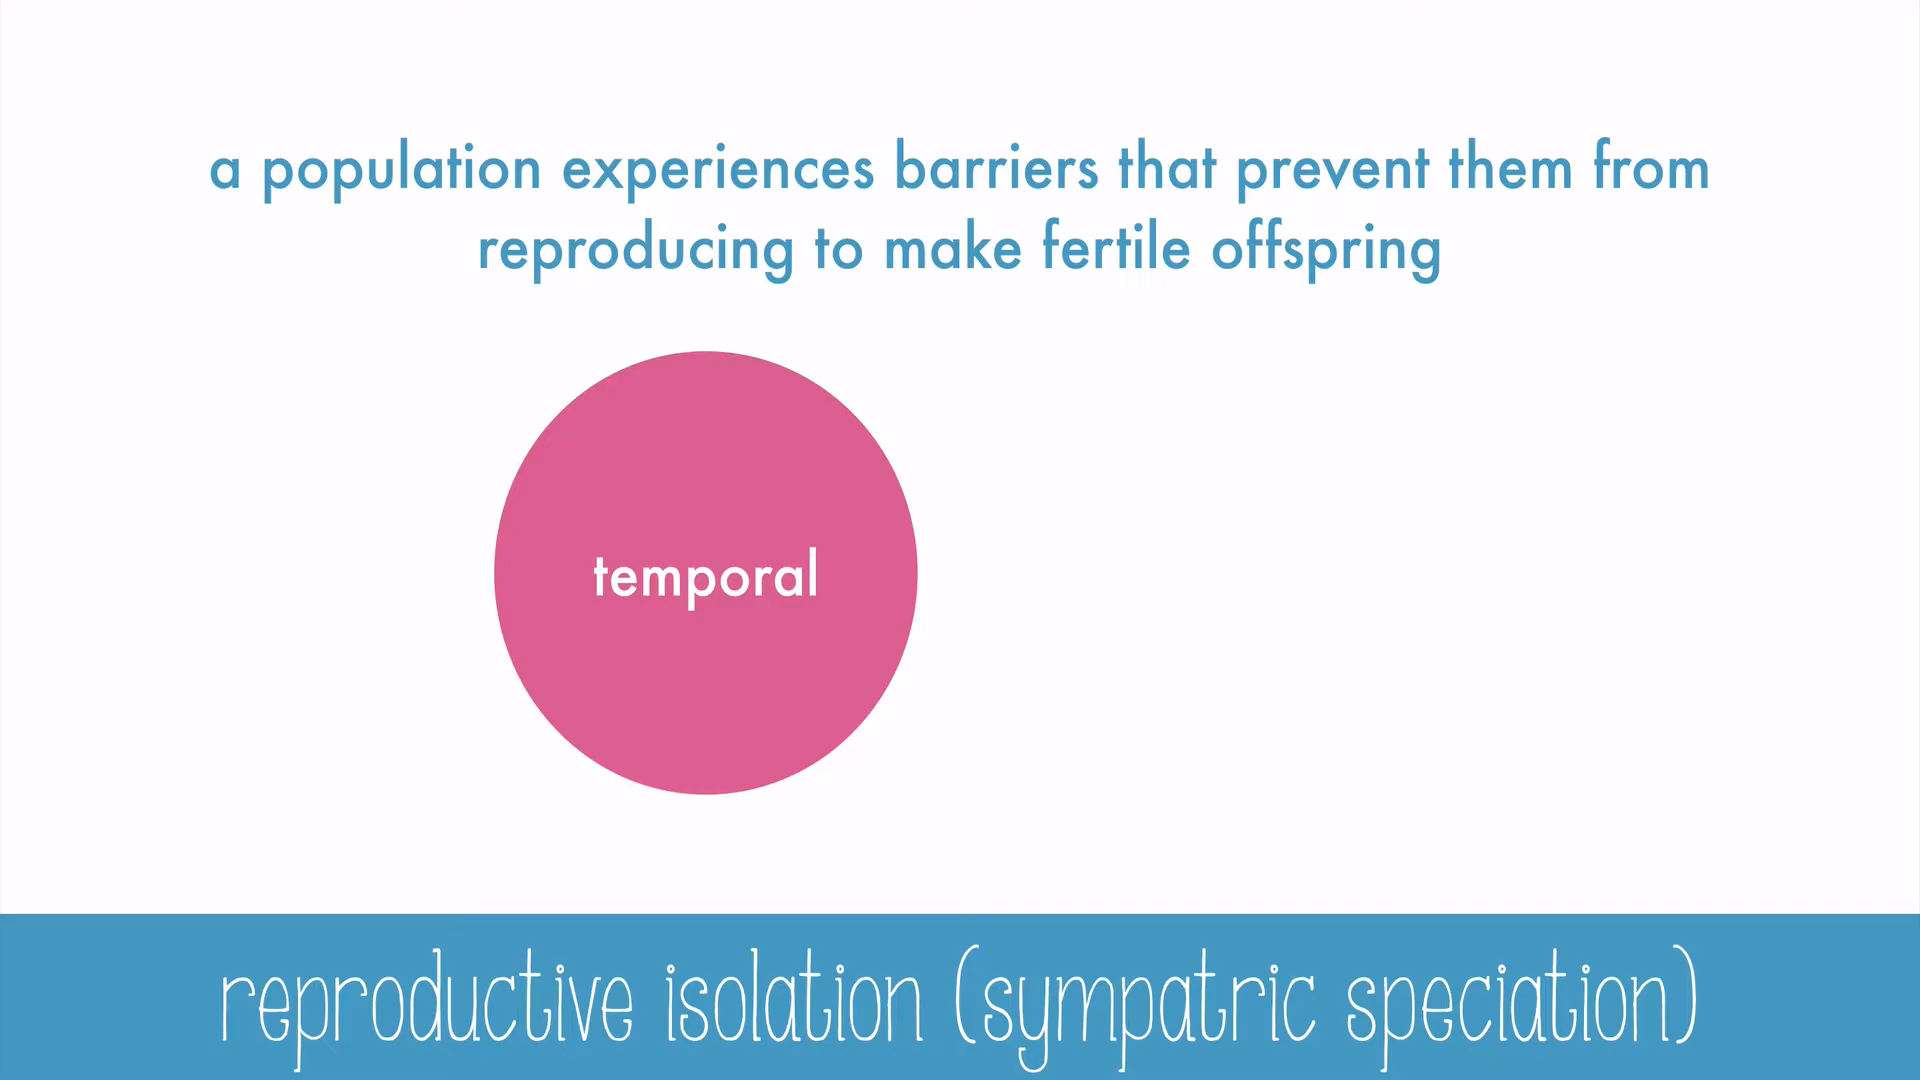 a population experiences barriers that prevent them from
reproducing to make fertile offspring
temporal
reproductive isolation (sympatric speciation)